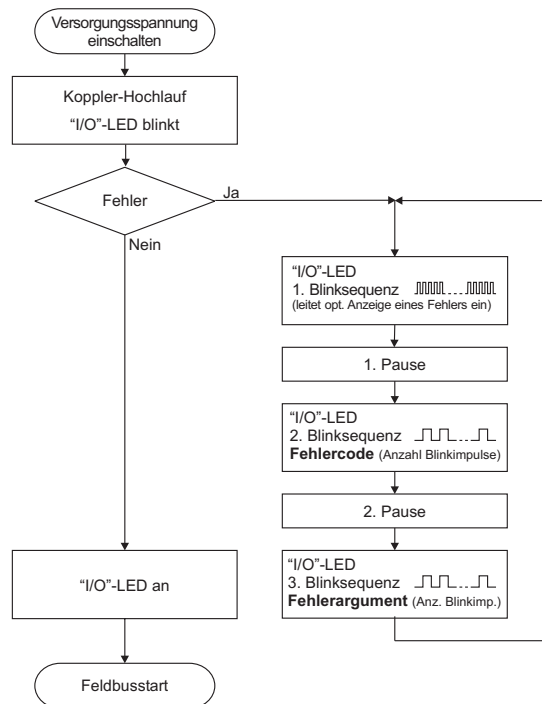 Versorgungsspannung
einschalten
Koppler-Hochlauf
"I/O"-LED blinkt
Fehler
Ja
Nein
"I/O"-LED
1. Blinksequenz
(leitet opt. Anzeige eines Fehlers ein)
1. Pause
"I/O"-LED
2. Blinksequenz
Fehlercode (Anzahl Blinkimpulse)
2. Pause
"I/O"-LED
3. Blinksequenz
Fehlerargument (Anz. Blinkimp.)
"I/O"-LED an
Feldbusstart